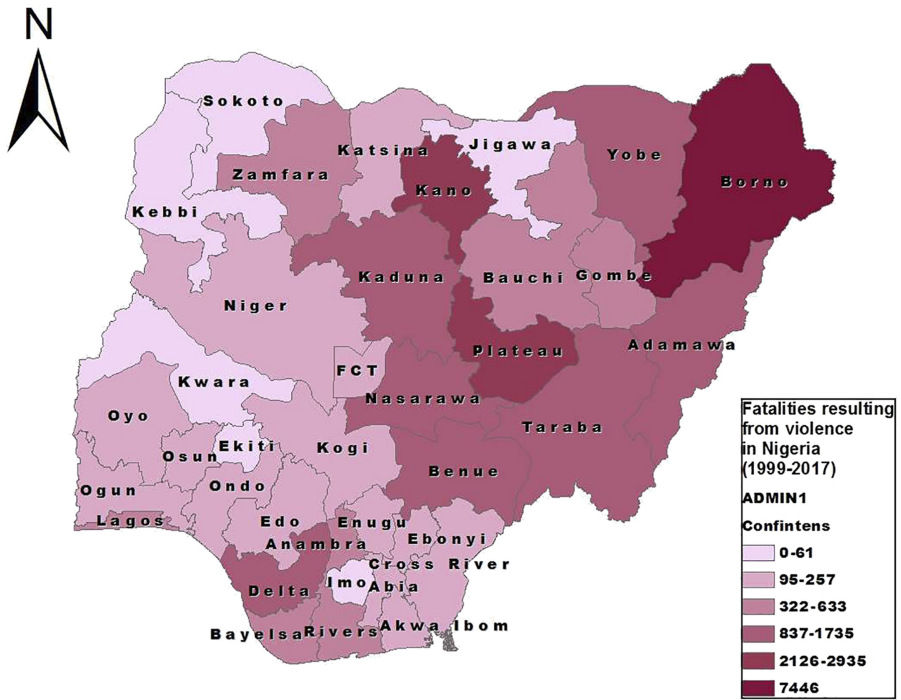 N
Sokoto
Katsina
Jigawa
Yobe
Borno
Zamfara
Kano
Kebbi
Kaduna
Bauchi
Gombe
Niger
Adamawa
Plateau
FCT
Kwara
Nasarawa
Oyo
Taraba
Ekiti
Kogi
Osun
Benue
Ogun
Ondo
Lagos
Edo
Enugu
Ebonyi
Anambra
Cross River
Imo
Abia
Delta
Bayelsa
Rivers
Akwa Ibom
Fatalities resulting
from violence
in Nigeria
(1999-2017)
ADMIN1
Confintens
0-61
95-257
322-633
837-1735
2126-2935
7446